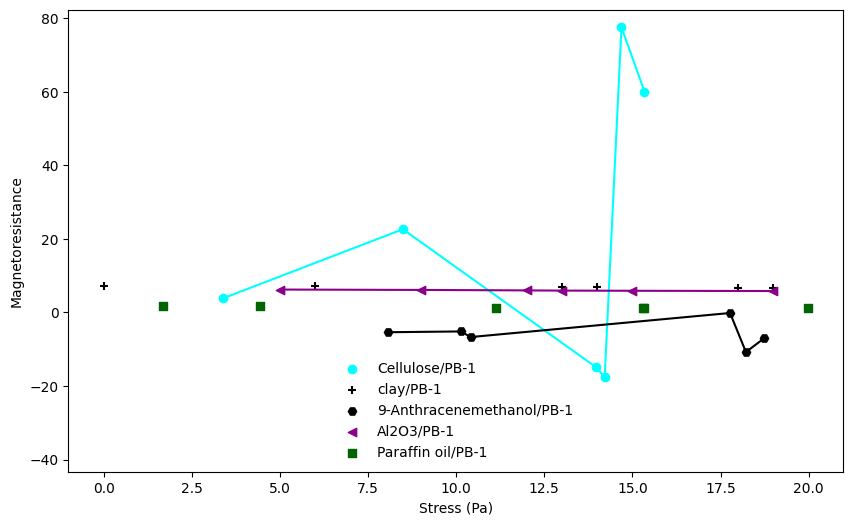 80
60
40
20
0
−20
−40
Magnetoresistance
Cellulose/PB-1
clay/PB-1
9-Anthracenemethanol/PB-1
Al2O3/PB-1
Paraffin oil/PB-1
0.0 2.5 5.0 7.5 10.0 12.5 15.0 17.5 20.0
Stress (Pa)